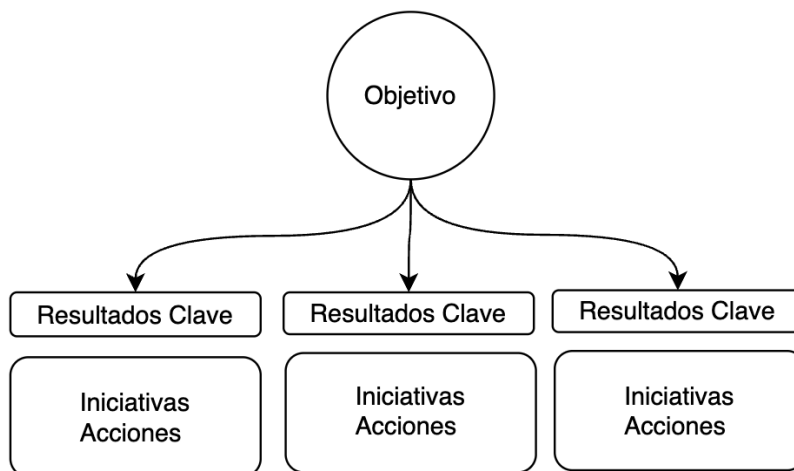 Objetivo
Resultados Clave
Resultados Clave
Resultados Clave
Iniciativas
Acciones
Iniciativas
Acciones
Iniciativas
Acciones